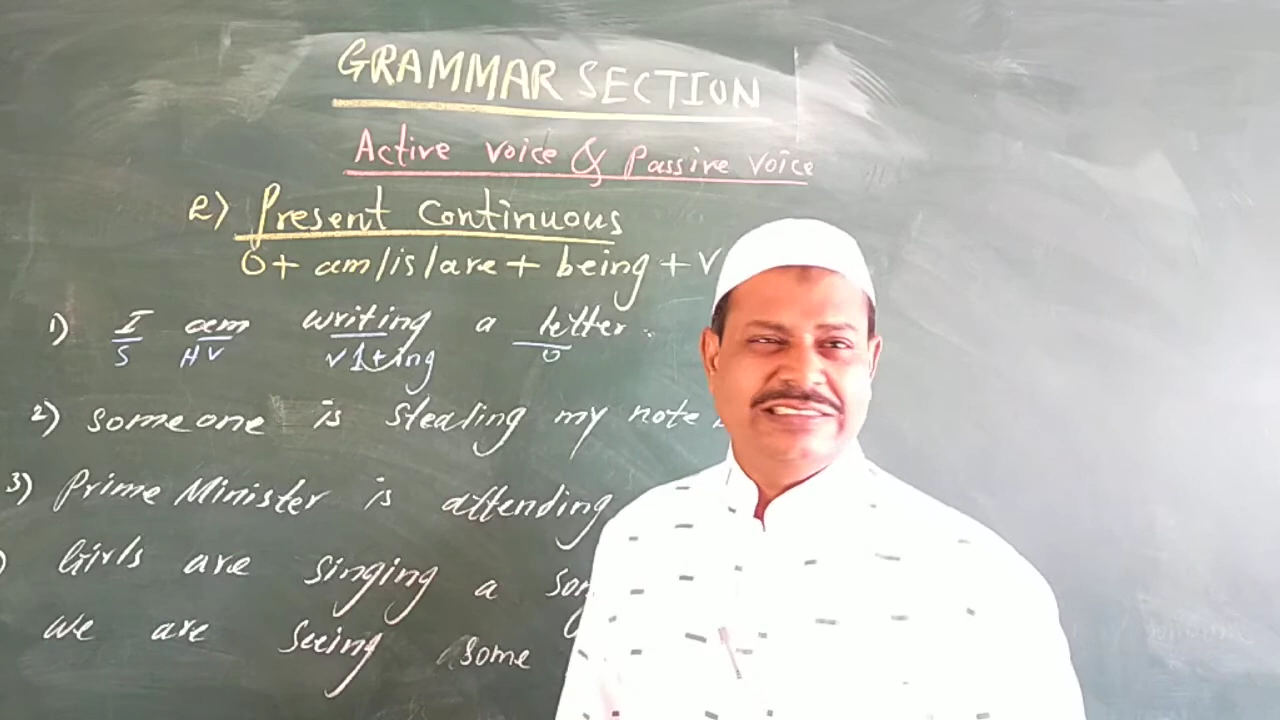 GRAMMAR SECTION
Active voice & Passive voice
2) Present Continuous
O+ am/is/are + being + V
1) I am writing a letter.
S HV V1+ing O
2) someone is stealing my note
3) Prime Minister is attending
Girls are singing a
We are seeing some